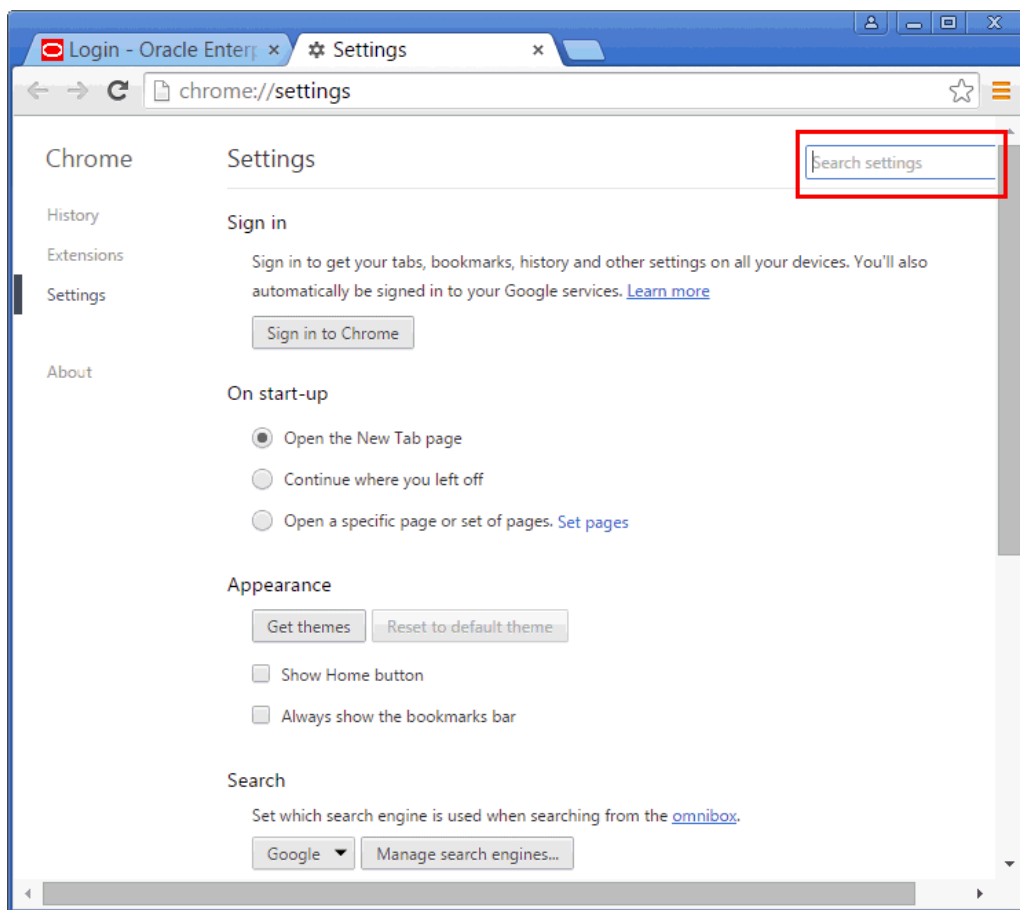 Login - Oracle Enterp
Settings
chrome://settings
Chrome
Settings
Search settings
History
Extensions
Settings
About
Sign in
Sign in to get your tabs, bookmarks, history and other settings on all your devices. You'll also
automatically be signed in to your Google services. Learn more
Sign in to Chrome
On start-up
Open the New Tab page
Continue where you left off
Open a specific page or set of pages. Set pages
Appearance
Get themes Reset to default theme
Show Home button
Always show the bookmarks bar
Search
Set which search engine is used when searching from the omnibox.
Google Manage search engines...